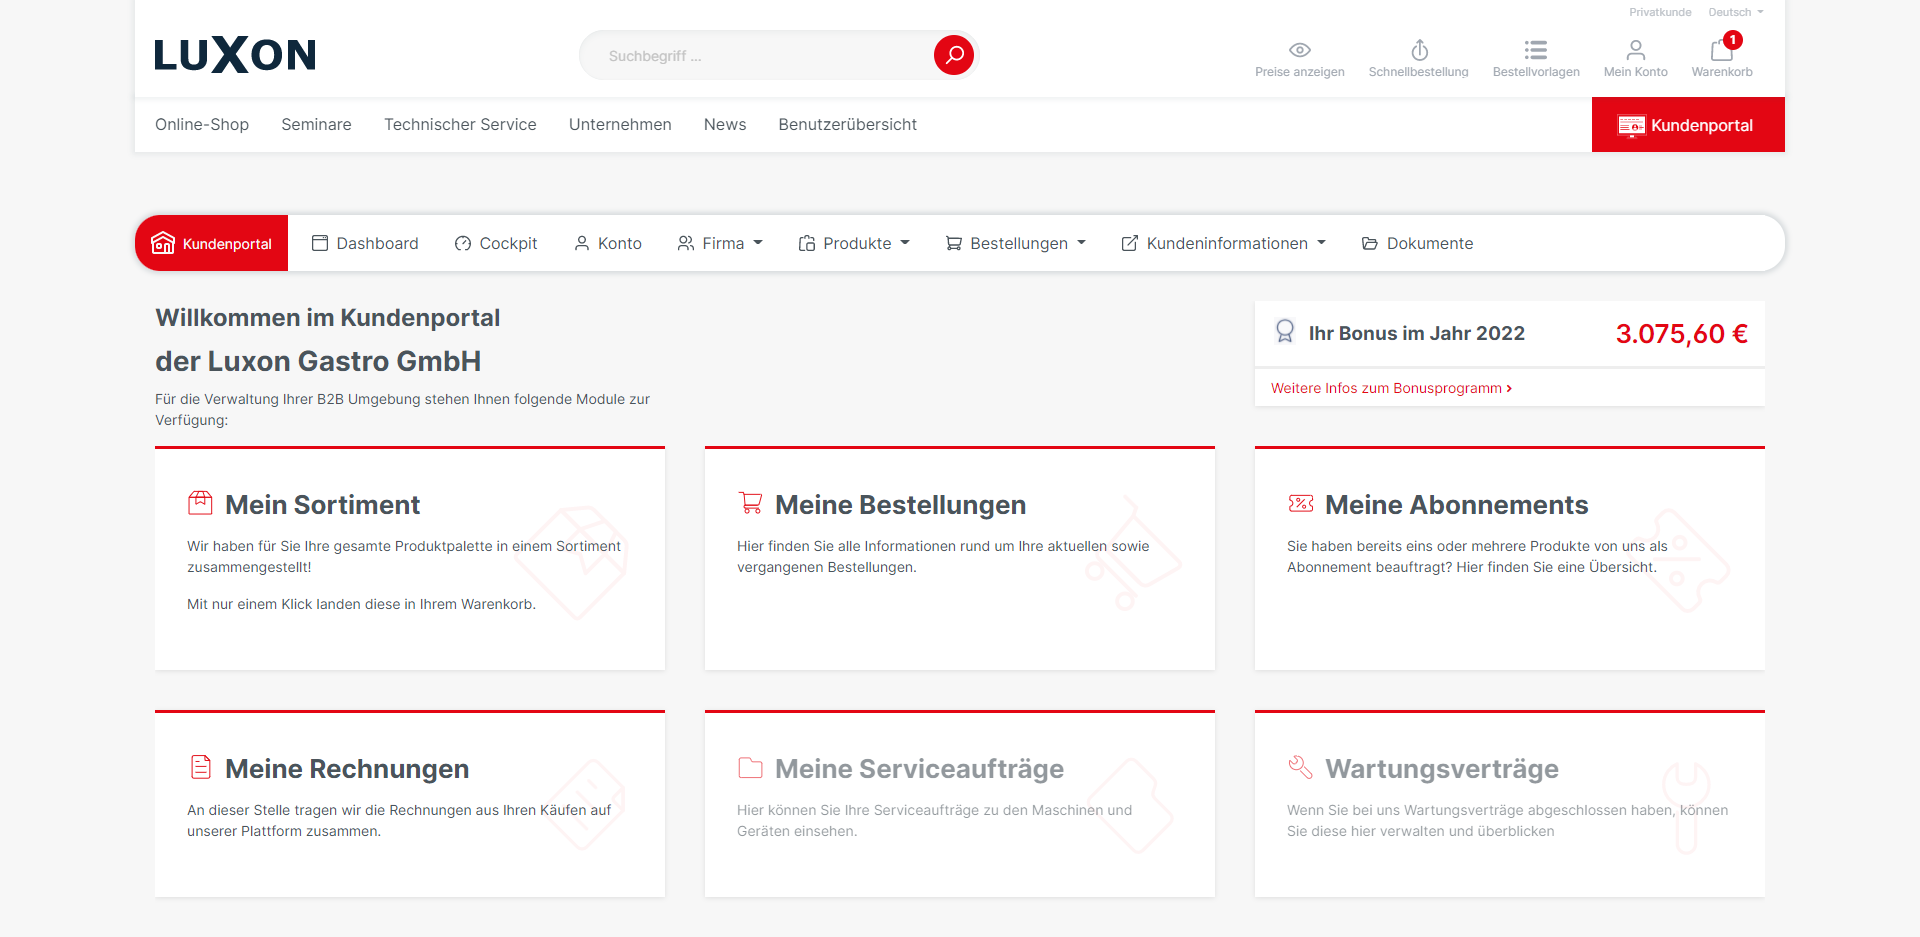 Privatkunde Deutsch
LUXON
Suchbegriff ...
Preise anzeigen Schnellbestellung Bestellvorlagen Mein Konto 1 Warenkorb
Online-Shop Seminare Technischer Service Unternehmen News Benutzerübersicht Kundenportal
Kundenportal Dashboard Cockpit Konto Firma Produkte Bestellungen Kundeninformationen Dokumente
Willkommen im Kundenportal
der Luxon Gastro GmbH
Für die Verwaltung Ihrer B2B Umgebung stehen Ihnen folgende Module zur
Verfügung:
Ihr Bonus im Jahr 2022 3.075,60 €
Weitere Infos zum Bonusprogramm
Mein Sortiment
Wir haben für Sie Ihre gesamte Produktpalette in einem Sortiment
zusammengestellt!
Mit nur einem Klick landen diese in Ihrem Warenkorb.
Meine Bestellungen
Hier finden Sie alle Informationen rund um Ihre aktuellen sowie
vergangenen Bestellungen.
Meine Abonnements
Sie haben bereits eins oder mehrere Produkte von uns als
Abonnement beauftragt? Hier finden Sie eine Übersicht.
Meine Rechnungen
An dieser Stelle tragen wir die Rechnungen aus Ihren Käufen auf
unserer Plattform zusammen.
Meine Serviceaufträge
Hier können Sie Ihre Serviceaufträge zu den Maschinen und
Geräten einsehen.
Wartungsverträge
Wenn Sie bei uns Wartungsverträge abgeschlossen haben, können
Sie diese hier verwalten und überblicken